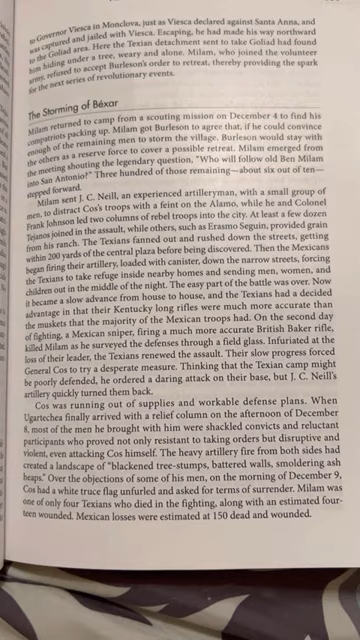 to Governor Viesca in Monclova, just as Viesca declared against Santa Anna, and
was captured and jailed with Viesca. Escaping, he had made his way northward
to the Goliad area. Here the Texian detachment sent to take Goliad had found
him hiding under a tree, weary and alone. Milam, who joined the volunteer
army, refused to accept Burleson's order to retreat, thereby providing the spark
for the next series of revolutionary events.
The Storming of Béxar
Milam returned to camp from a scouting mission on December 4 to find his
compatriots packing up. Milam got Burleson to agree that, if he could convince
enough of the remaining men to storm the village, Burleson would stay with
the others as a reserve force to cover a possible retreat. Milam emerged from
the meeting shouting the legendary question, "Who will follow old Ben Milam
into San Antonio?" Three hundred of those remaining—about six out of ten—
stepped forward.
Milam sent J. C. Neill, an experienced artilleryman, with a small group of
men, to distract Cos's troops with a feint on the Alamo, while he and Colonel
Frank Johnson led two columns of rebel troops into the city. At least a few dozen
Tejanos joined in the assault, while others, such as Erasmo Seguin, provided grain
from his ranch. The Texians fanned out and rushed down the streets, getting
within 200 yards of the central plaza before being discovered. Then the Mexicans
began firing their artillery, loaded with canister, down the narrow streets, forcing
the Texians to take refuge inside nearby homes and sending men, women, and
children out in the middle of the night. The easy part of the battle was over. Now
it became a slow advance from house to house, and the Texians had a decided
advantage in that their Kentucky long rifles were much more accurate than
the muskets that the majority of the Mexican troops had. On the second day
of fighting, a Mexican sniper, firing a much more accurate British Baker rifle,
killed Milam as he surveyed the defenses through a field glass. Infuriated at the
loss of their leader, the Texians renewed the assault. Their slow progress forced
General Cos to try a desperate measure. Thinking that the Texian camp might
be poorly defended, he ordered a daring attack on their base, but J. C. Neill's
artillery quickly turned them back.
Cos was running out of supplies and workable defense plans. When
Ugartechea finally arrived with a relief column on the afternoon of December
8, most of the men he brought with him were shackled convicts and reluctant
participants who proved not only resistant to taking orders but disruptive and
violent, even attacking Cos himself. The heavy artillery fire from both sides had
created a landscape of "blackened tree-stumps, battered walls, smoldering ash
heaps." Over the objections of some of his men, on the morning of December 9,
Cos had a white truce flag unfurled and asked for terms of surrender. Milam was
one of only four Texians who died in the fighting, along with an estimated four-
teen wounded. Mexican losses were estimated at 150 dead and wounded.